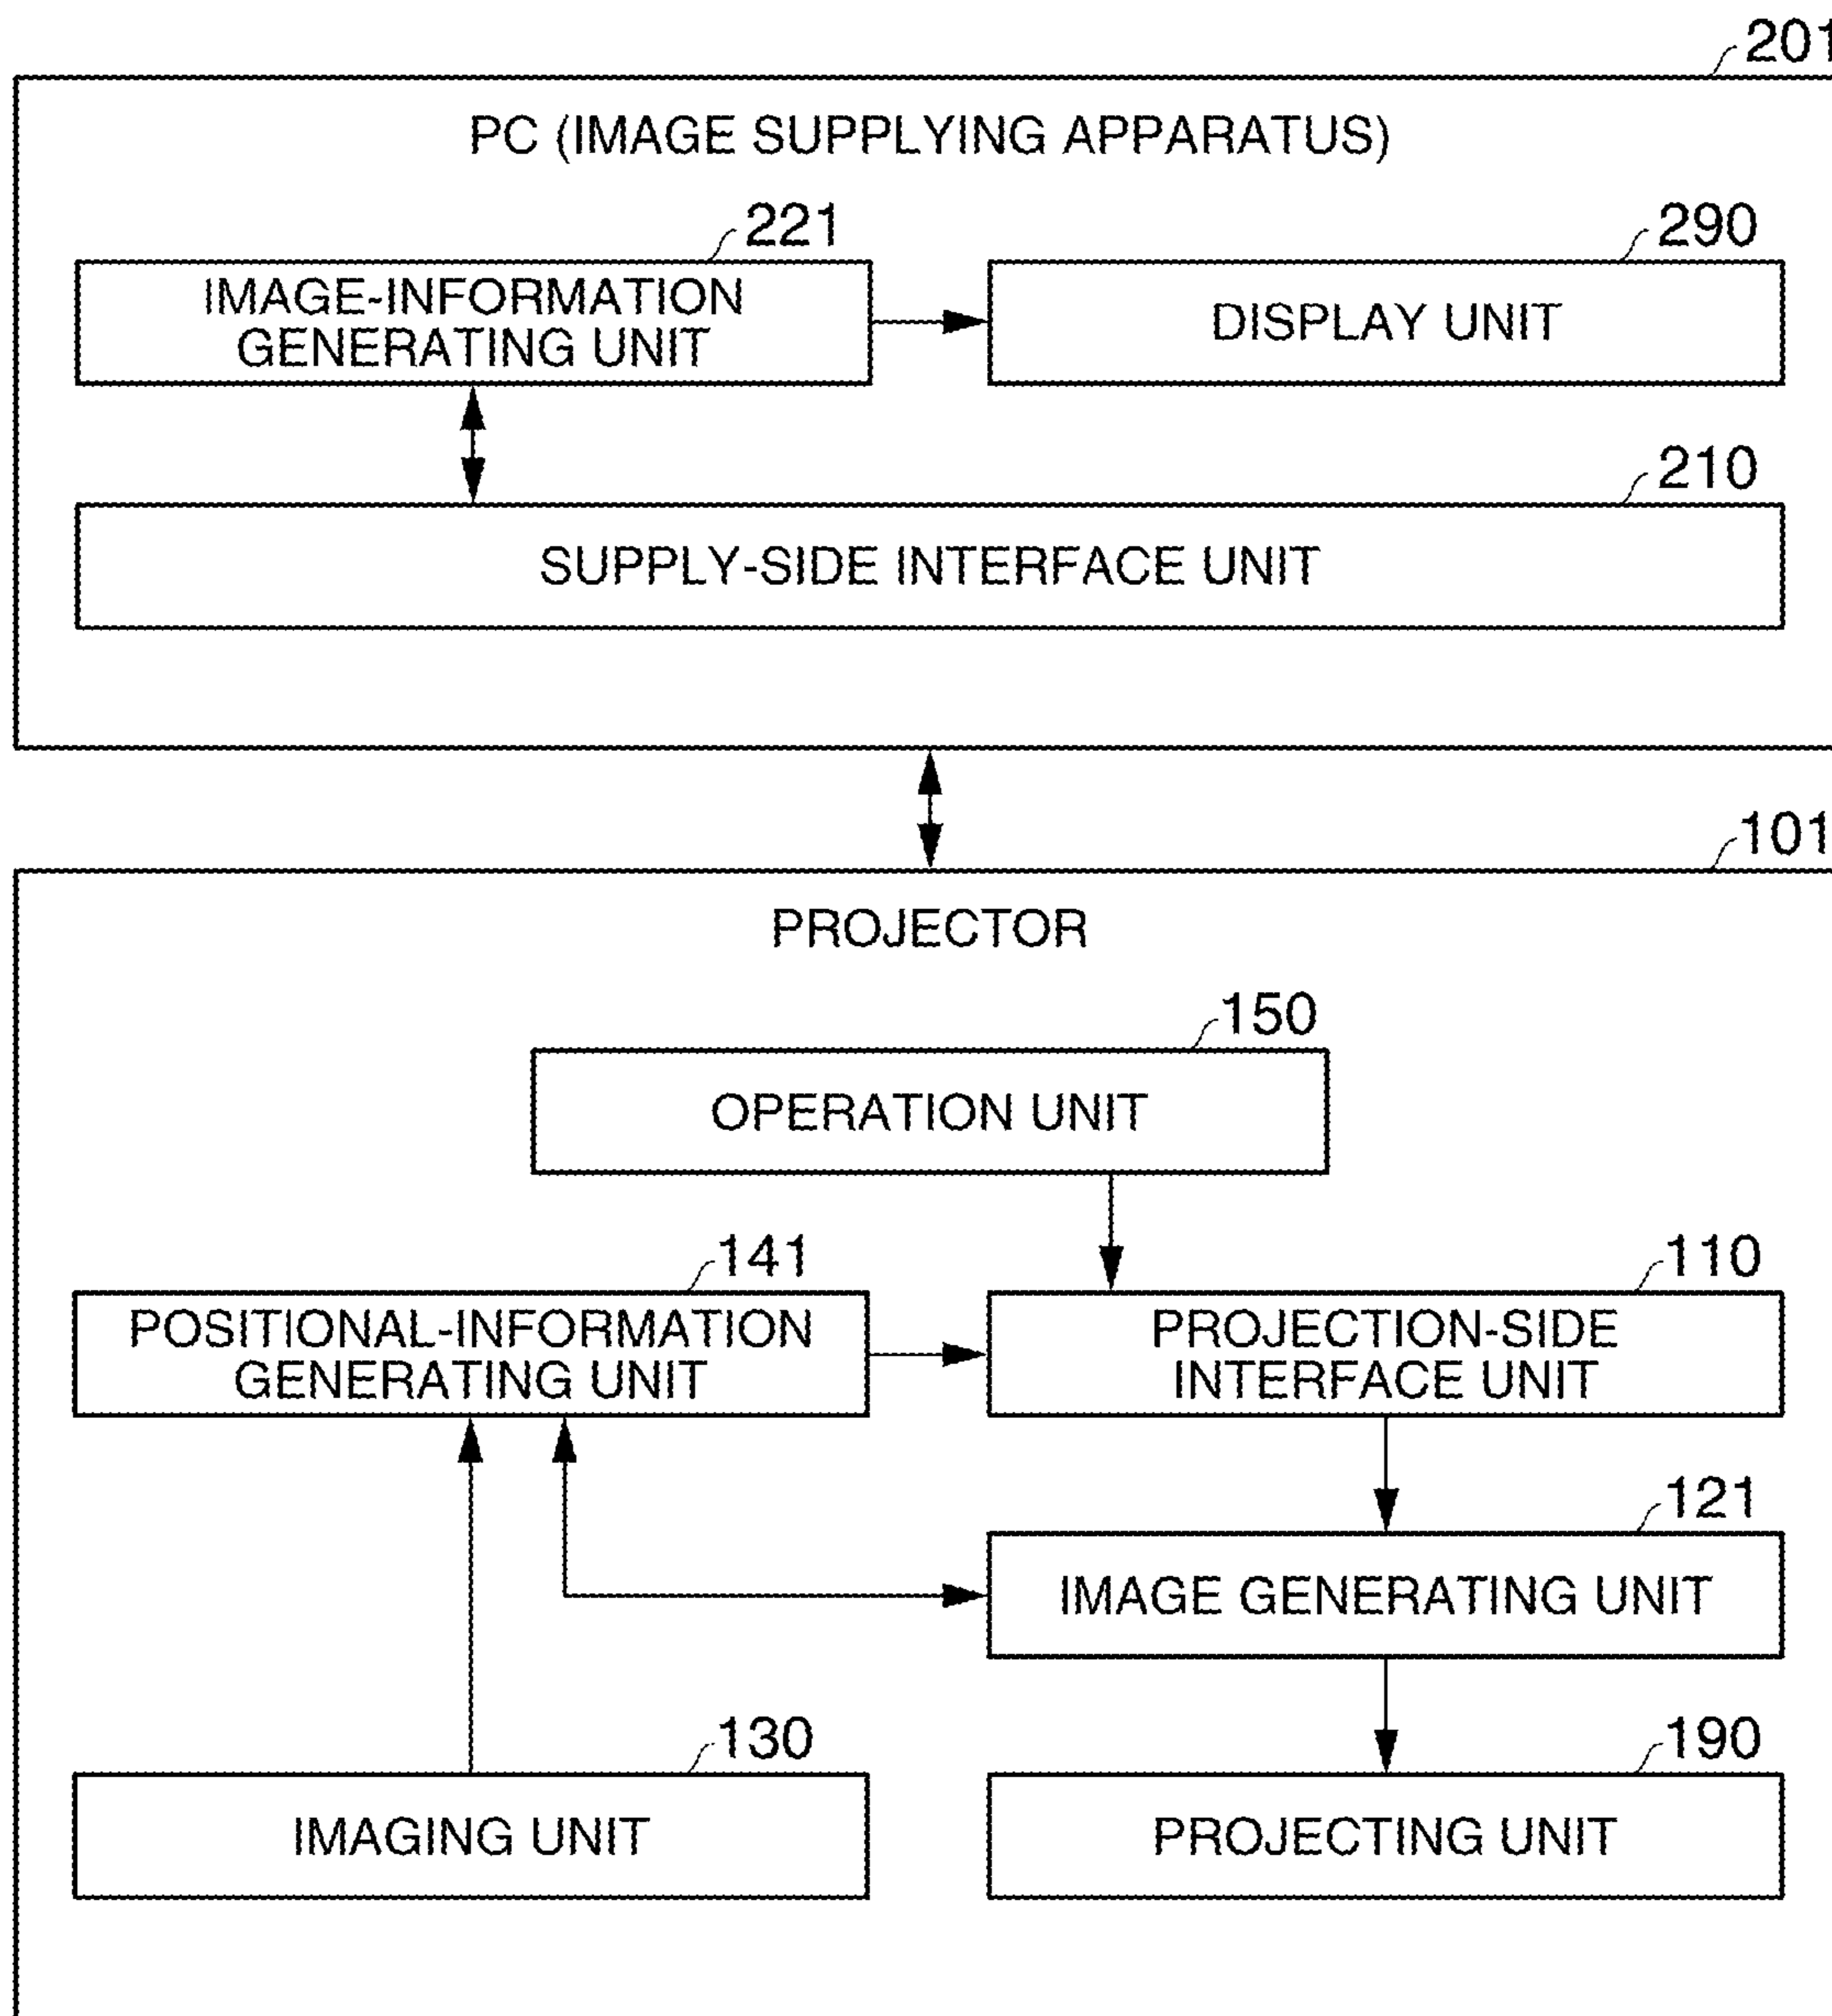 201
PC (IMAGE SUPPLYING APPARATUS)
221
290
IMAGE-INFORMATION
GENERATING UNIT
DISPLAY UNIT
210
SUPPLY-SIDE INTERFACE UNIT
101
PROJECTOR
150
OPERATION UNIT
141
110
POSITIONAL-INFORMATION
GENERATING UNIT
PROJECTION-SIDE
INTERFACE UNIT
121
IMAGE GENERATING UNIT
130
190
IMAGING UNIT
PROJECTING UNIT